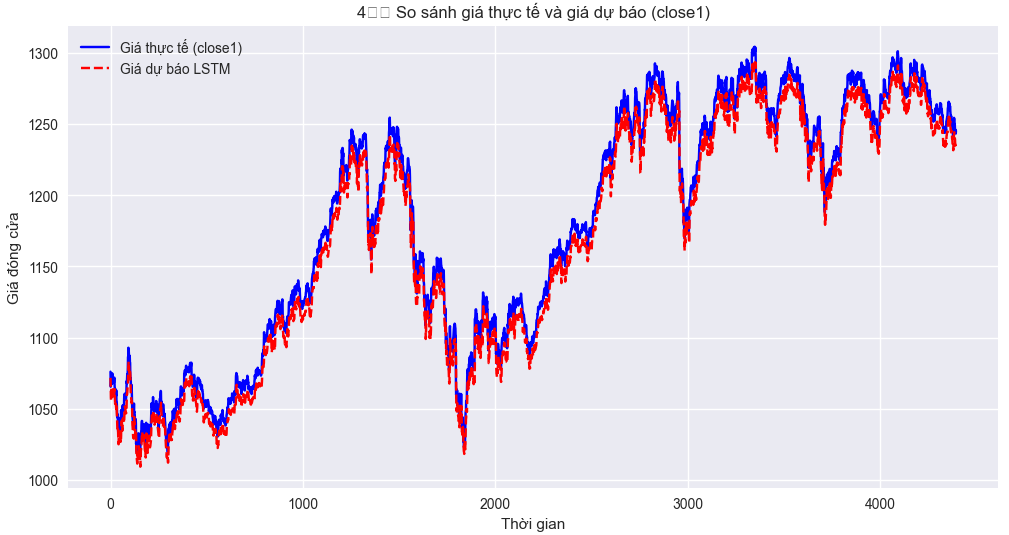 4▯▯ So sánh giá thực tế và giá dự báo (close1)
Giá thực tế (close1)
Giá dự báo LSTM
1300
1250
1200
1150
1100
1050
1000
Giá đóng cửa
0 1000 2000 3000 4000
Thời gian